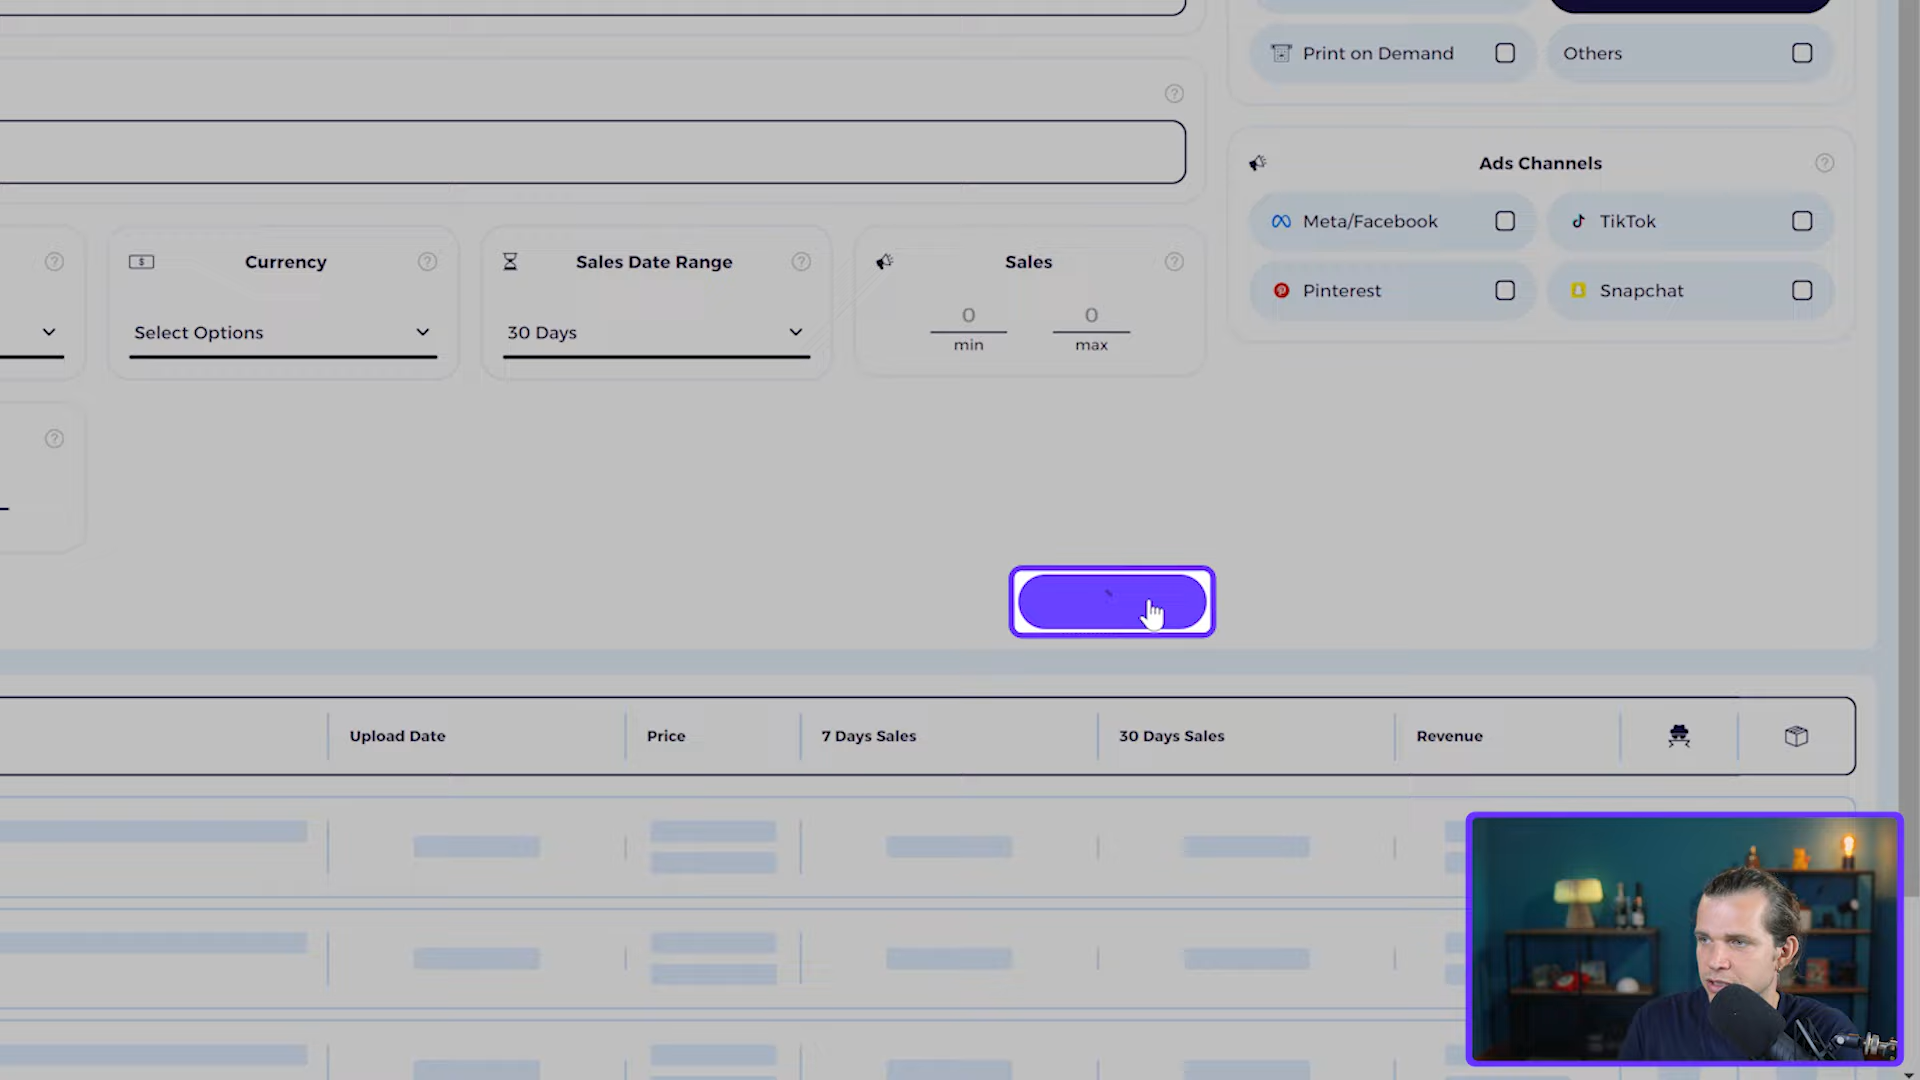 Print on Demand
Others
Ads Channels
Meta/Facebook
TikTok
Pinterest
Snapchat
Currency
Select Options
Sales Date Range
30 Days
Sales
0
min
0
max
Upload Date
Price
7 Days Sales
30 Days Sales
Revenue